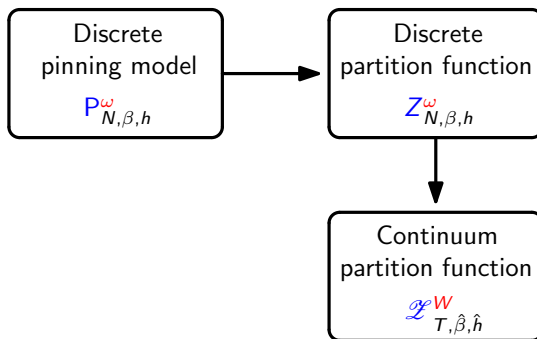 Discrete
pinning model
P^ω_{N,β,h}
Discrete
partition function
Z^ω_{N,β,h}
Continuum
partition function
𝒵^W_{T,β̂,ĥ}